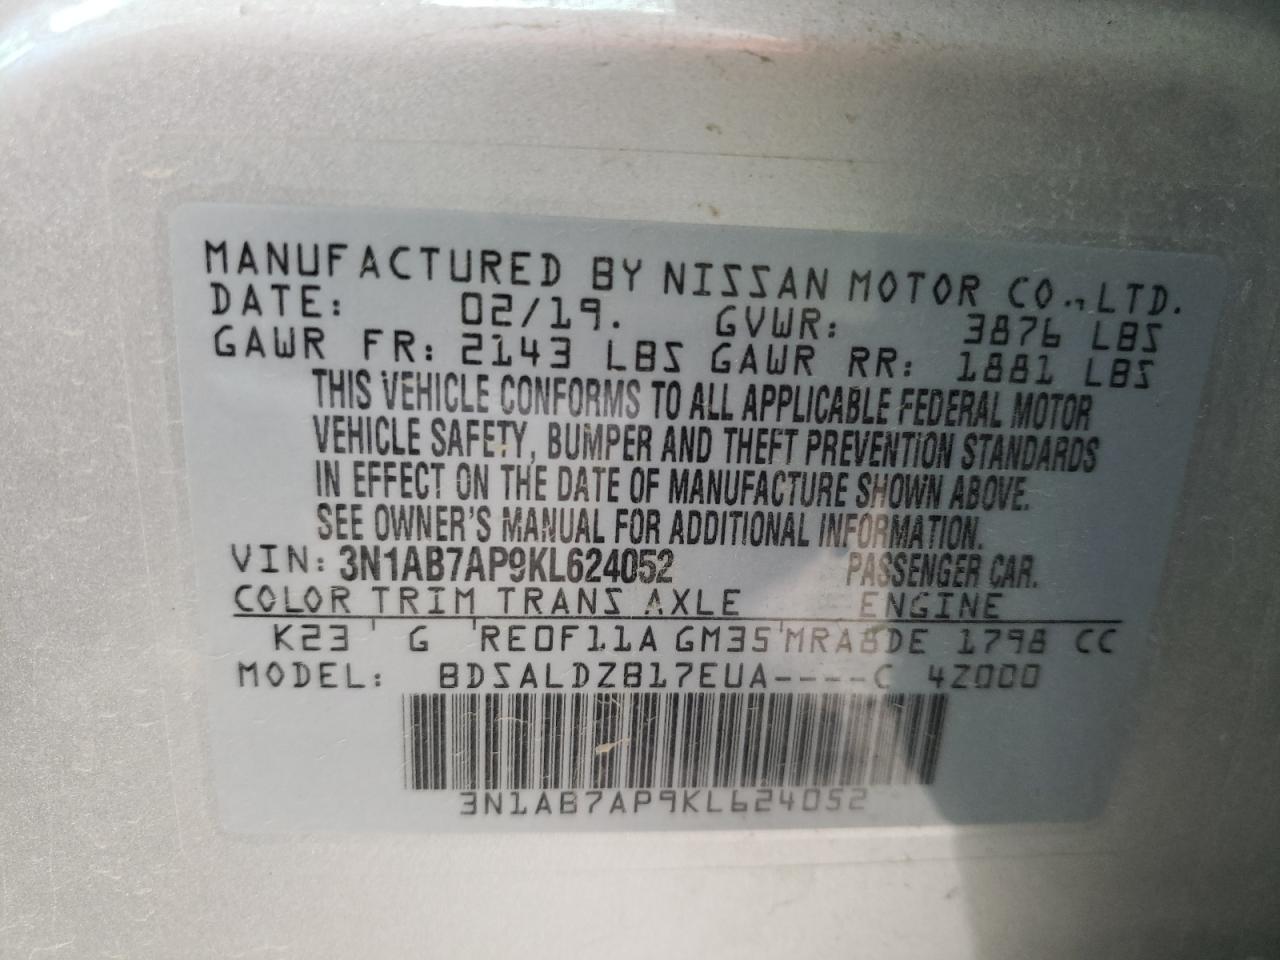 MANUFACTURED BY NISSAN MOTOR CO., LTD.
DATE: 02/19. GVWR: 3876 LBS
GAWR FR: 2143 LBS GAWR RR: 1881 LBS
THIS VEHICLE CONFORMS TO ALL APPLICABLE FEDERAL MOTOR
VEHICLE SAFETY, BUMPER AND THEFT PREVENTION STANDARDS
IN EFFECT ON THE DATE OF MANUFACTURE SHOWN ABOVE.
SEE OWNER'S MANUAL FOR ADDITIONAL INFORMATION.
VIN: 3N1AB7AP9KL624052 PASSENGER CAR.
COLOR TRIM TRANS AXLE ENGINE
K23 ' G ' RE0F11A GM35 ' MRA8DE 1798 CC
MODEL: BDSALDZB17EUA----C 4Z000
3N1AB7AP9KL624052